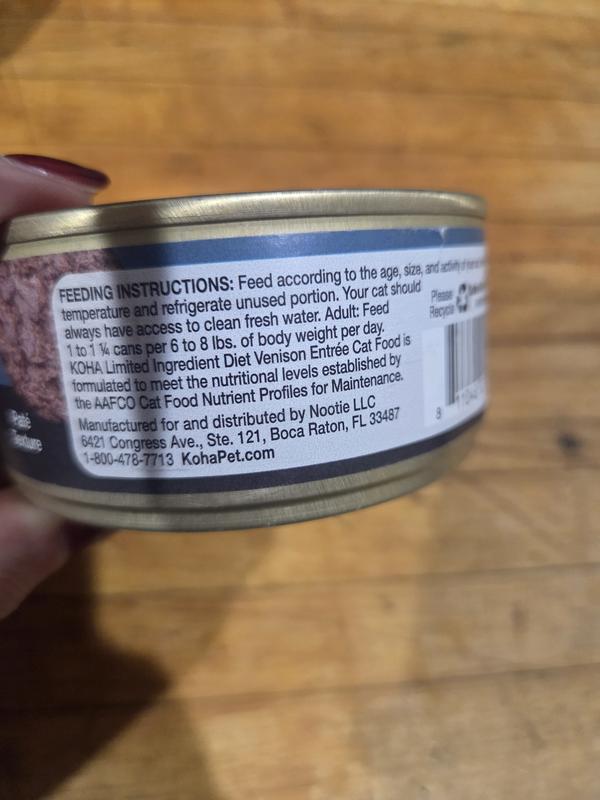 FEEDING INSTRUCTIONS: Feed according to the age, size, and activity of
temperature and refrigerate unused portion. Your cat should
always have access to clean fresh water. Adult: Feed
1 to 1 ¾ cans per 6 to 8 lbs. of body weight per day.
KOHA Limited Ingredient Diet Venison Entrée Cat Food is
formulated to meet the nutritional levels established by
the AAFCO Cat Food Nutrient Profiles for Maintenance.
Manufactured for and distributed by Nootie LLC
6421 Congress Ave., Ste. 121, Boca Raton, FL 33487
1-800-478-7713 KohaPet.com
Please
Recycle
Pâté
Texture
8